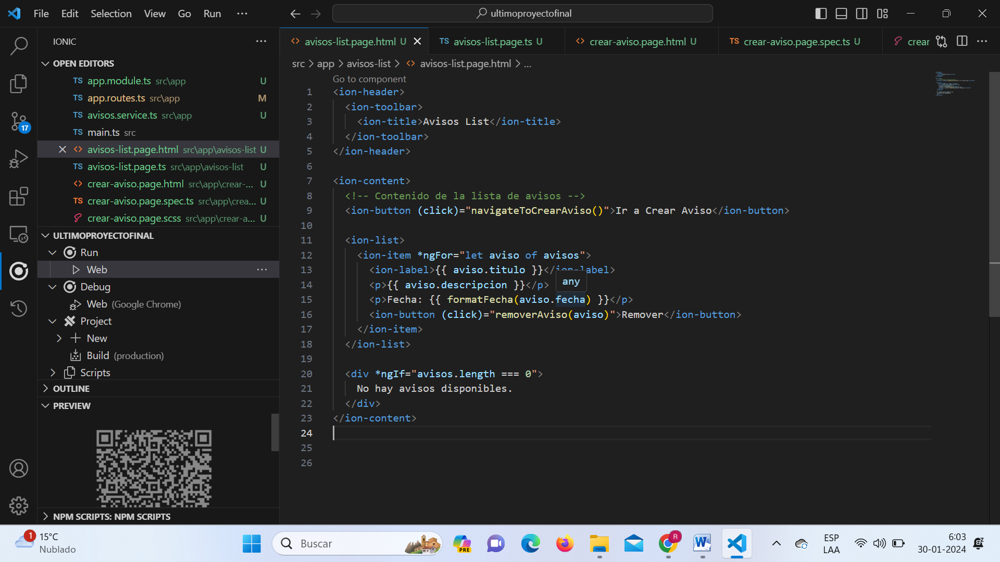 File Edit Selection View Go Run ···
ultimoproyectofinal
IONIC
OPEN EDITORS
TS app.module.ts src\app U
TS app.routes.ts src\app M
TS avisos.service.ts src\app U
TS main.ts src
<> avisos-list.page.html src\app\avisos-list U
TS avisos-list.page.ts src\app\avisos-list U
<> crear-aviso.page.html src\app\crear-... U
TS crear-aviso.page.spec.ts src\app\crea... U
crear-aviso.page.scss src\app\crear-a... U
17
ULTIMOPROYECTOFINAL
Run
Web
Debug
Web (Google Chrome)
Project
New
Build (production)
Scripts
OUTLINE
PREVIEW
NPM SCRIPTS: NPM SCRIPTS
<> avisos-list.page.html U
TS avisos-list.page.ts U
<> crear-aviso.page.html U
TS crear-aviso.page.spec.ts U
crear
src > app > avisos-list > <> avisos-list.page.html > ...
Go to component
1 <ion-header>
2 <ion-toolbar>
3 <ion-title>Avisos List</ion-title>
4 </ion-toolbar>
5 </ion-header>
6
7 <ion-content>
8 <!-- Contenido de la lista de avisos -->
9 <ion-button (click)="navigateToCrearAviso()">Ir a Crear Aviso</ion-button>
10
11 <ion-list>
12 <ion-item *ngFor="let aviso of avisos">
13 <ion-label>{{ aviso.titulo }}</ion-label>
14 <p>{{ aviso.descripcion }}</p>
any
15 <p>Fecha: {{ formatFecha(aviso.fecha) }}</p>
16 <ion-button (click)="removerAviso(aviso)">Remover</ion-button>
17 </ion-item>
18 </ion-list>
19
20 <div *ngIf="avisos.length === 0">
21 No hay avisos disponibles.
22 </div>
23 </ion-content>
24
25
26
1
15°C
Nublado
Buscar
PRE
R
ESP
LAA
6:03
30-01-2024